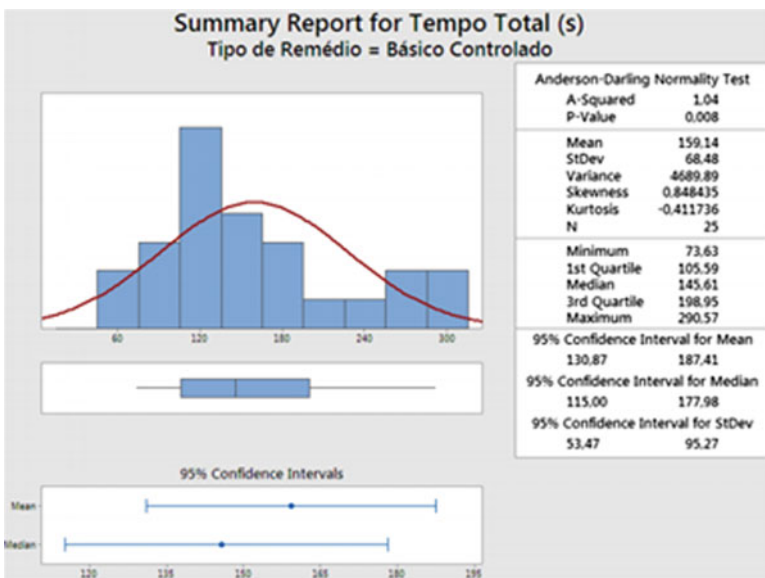 Summary Report for Tempo Total (s)
Tipo de Remédio = Básico Controlado
60 120 180 240 300
95% Confidence Intervals
Mean
Median
120 135 150 165 180 195
Anderson-Darling Normality Test
A-Squared 1,04
P-Value 0,008
Mean 159,14
StDev 68,48
Variance 4689,89
Skewness 0,848435
Kurtosis -0,411736
N 25
Minimum 73,63
1st Quartile 105,59
Median 145,61
3rd Quartile 198,95
Maximum 290,57
95% Confidence Interval for Mean
130,87 187,41
95% Confidence Interval for Median
115,00 177,98
95% Confidence Interval for StDev
53,47 95,27